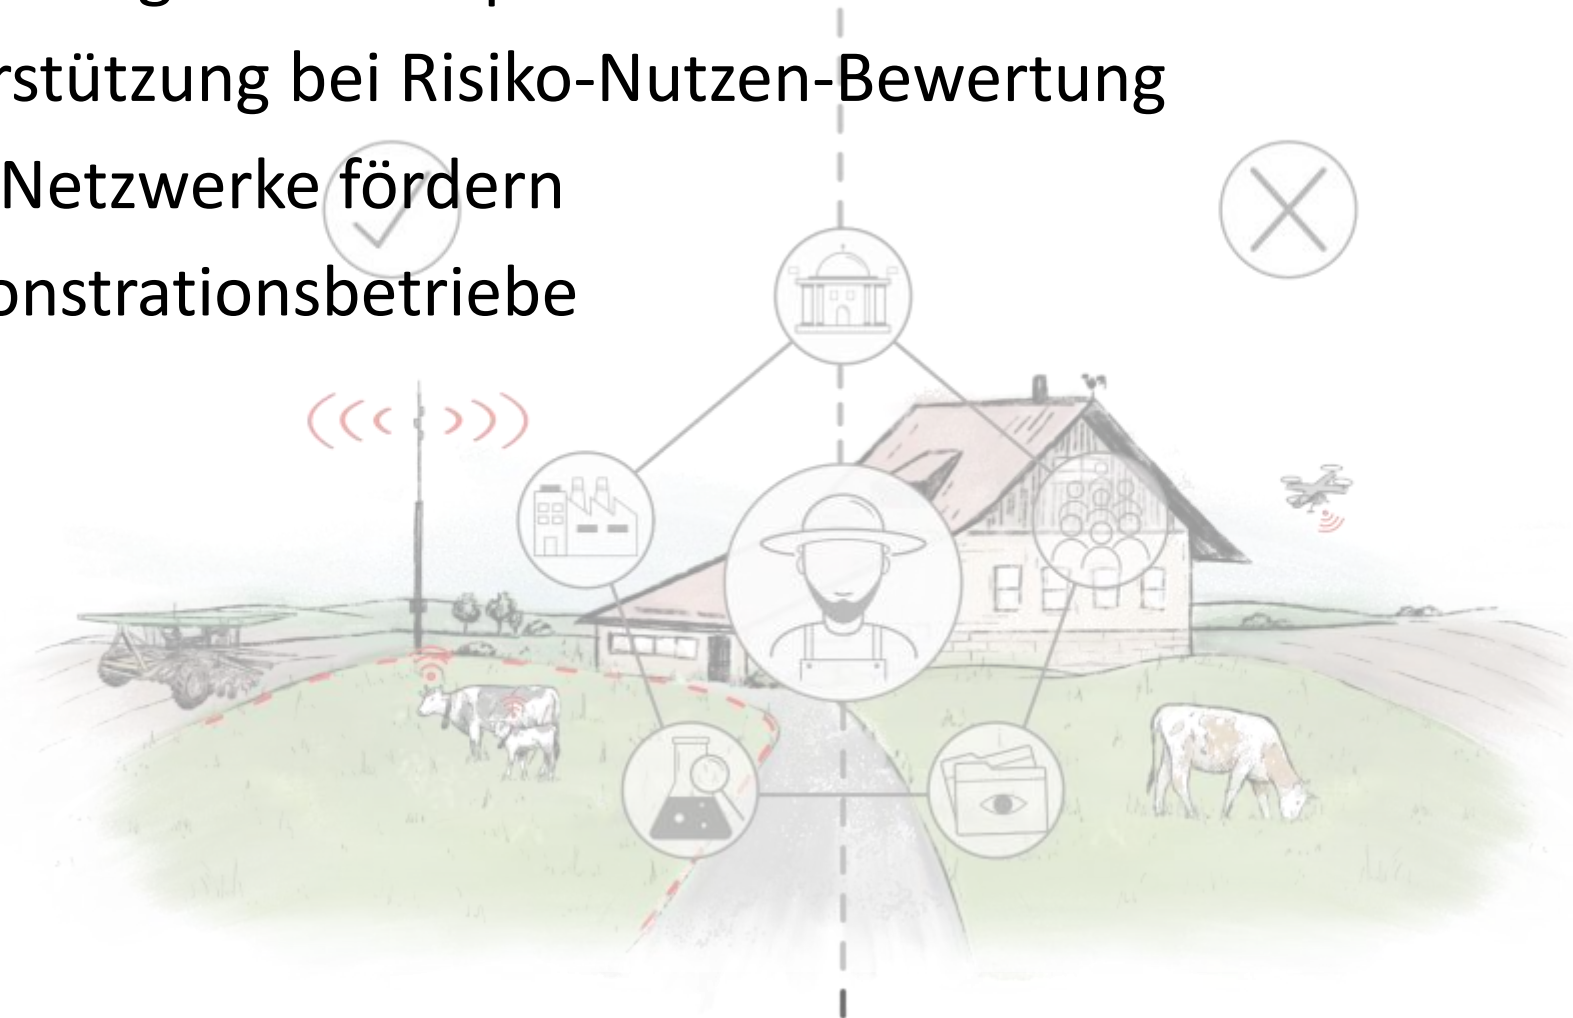 rstützung bei Risiko-Nutzen-Bewertung
Netzwerke fördern
onstrationsbetriebe